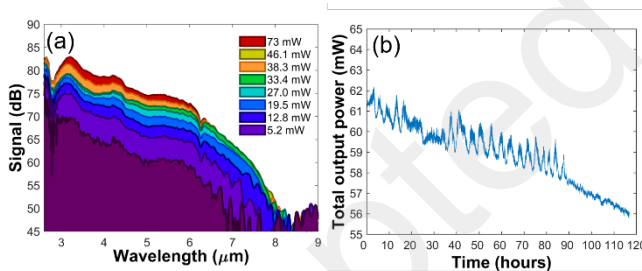 (a)
Signal (dB)
90
85
80
75
70
65
60
55
50
45
73 mW
46.1 mW
38.3 mW
33.4 mW
27.0 mW
19.5 mW
12.8 mW
5.2 mW
3 4 5 6 7 8 9
Wavelength (μm)
(b)
Total output power (mW)
65
64
63
62
61
60
59
58
57
56
55
0 10 20 30 40 50 60 70 80 90 100 110 120
Time (hours)
pted